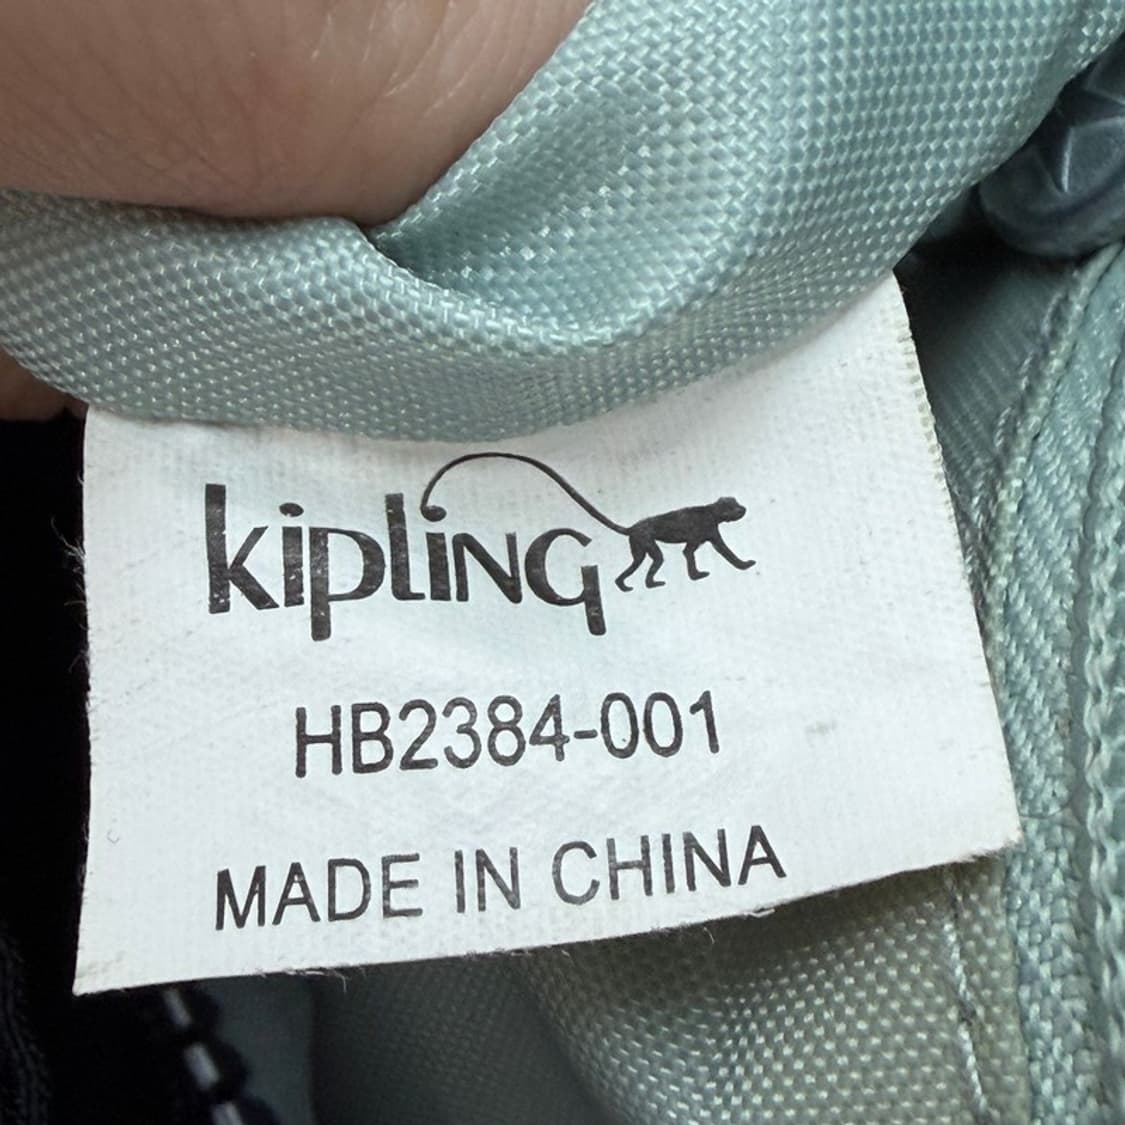 kipling
HB2384-001
MADE IN CHINA